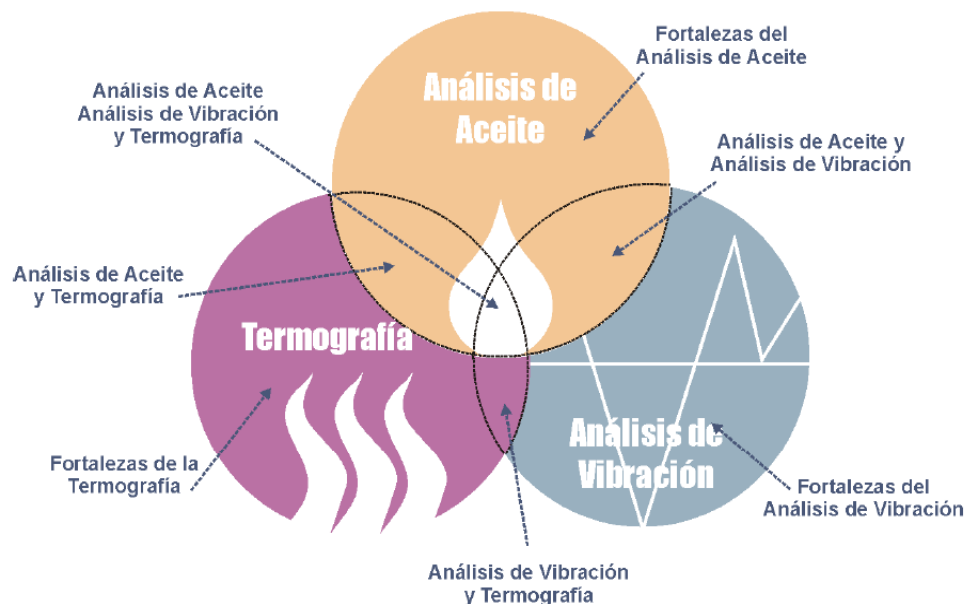 Fortalezas del
Análisis de Aceite
Análisis de
Aceite
Análisis de Aceite
Análisis de Vibración
y Termografía
Análisis de Aceite y
Análisis de Vibración
Análisis de Aceite
y Termografía
Termografía
Análisis de
Vibración
Fortalezas de la
Termografía
Fortalezas del
Análisis de Vibración
Análisis de Vibración
y Termografía